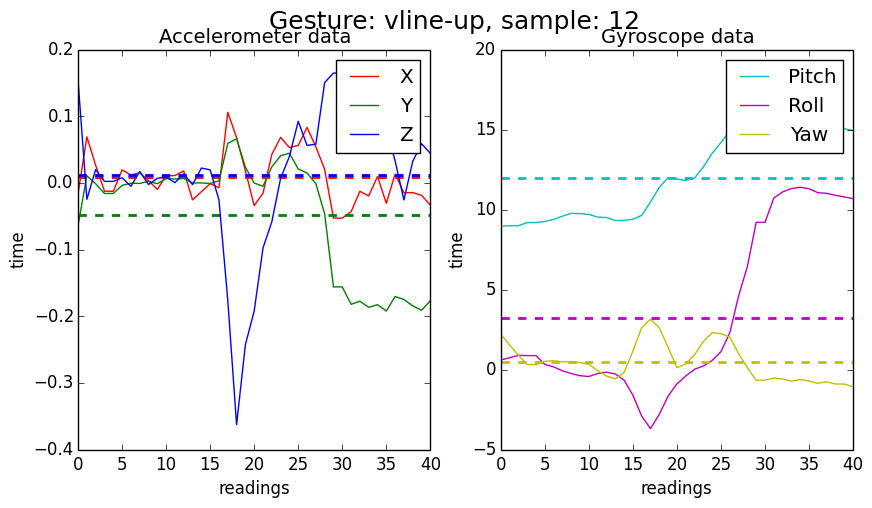 Gesture: vline-up, sample: 12
Accelerometer data
0.2
0.1
0.0
−0.1
−0.2
−0.3
−0.4
time
0 5 10 15 20 25 30 35 40
readings
X
Y
Z
Gyroscope data
20
15
10
5
0
−5
time
0 5 10 15 20 25 30 35 40
readings
Pitch
Roll
Yaw